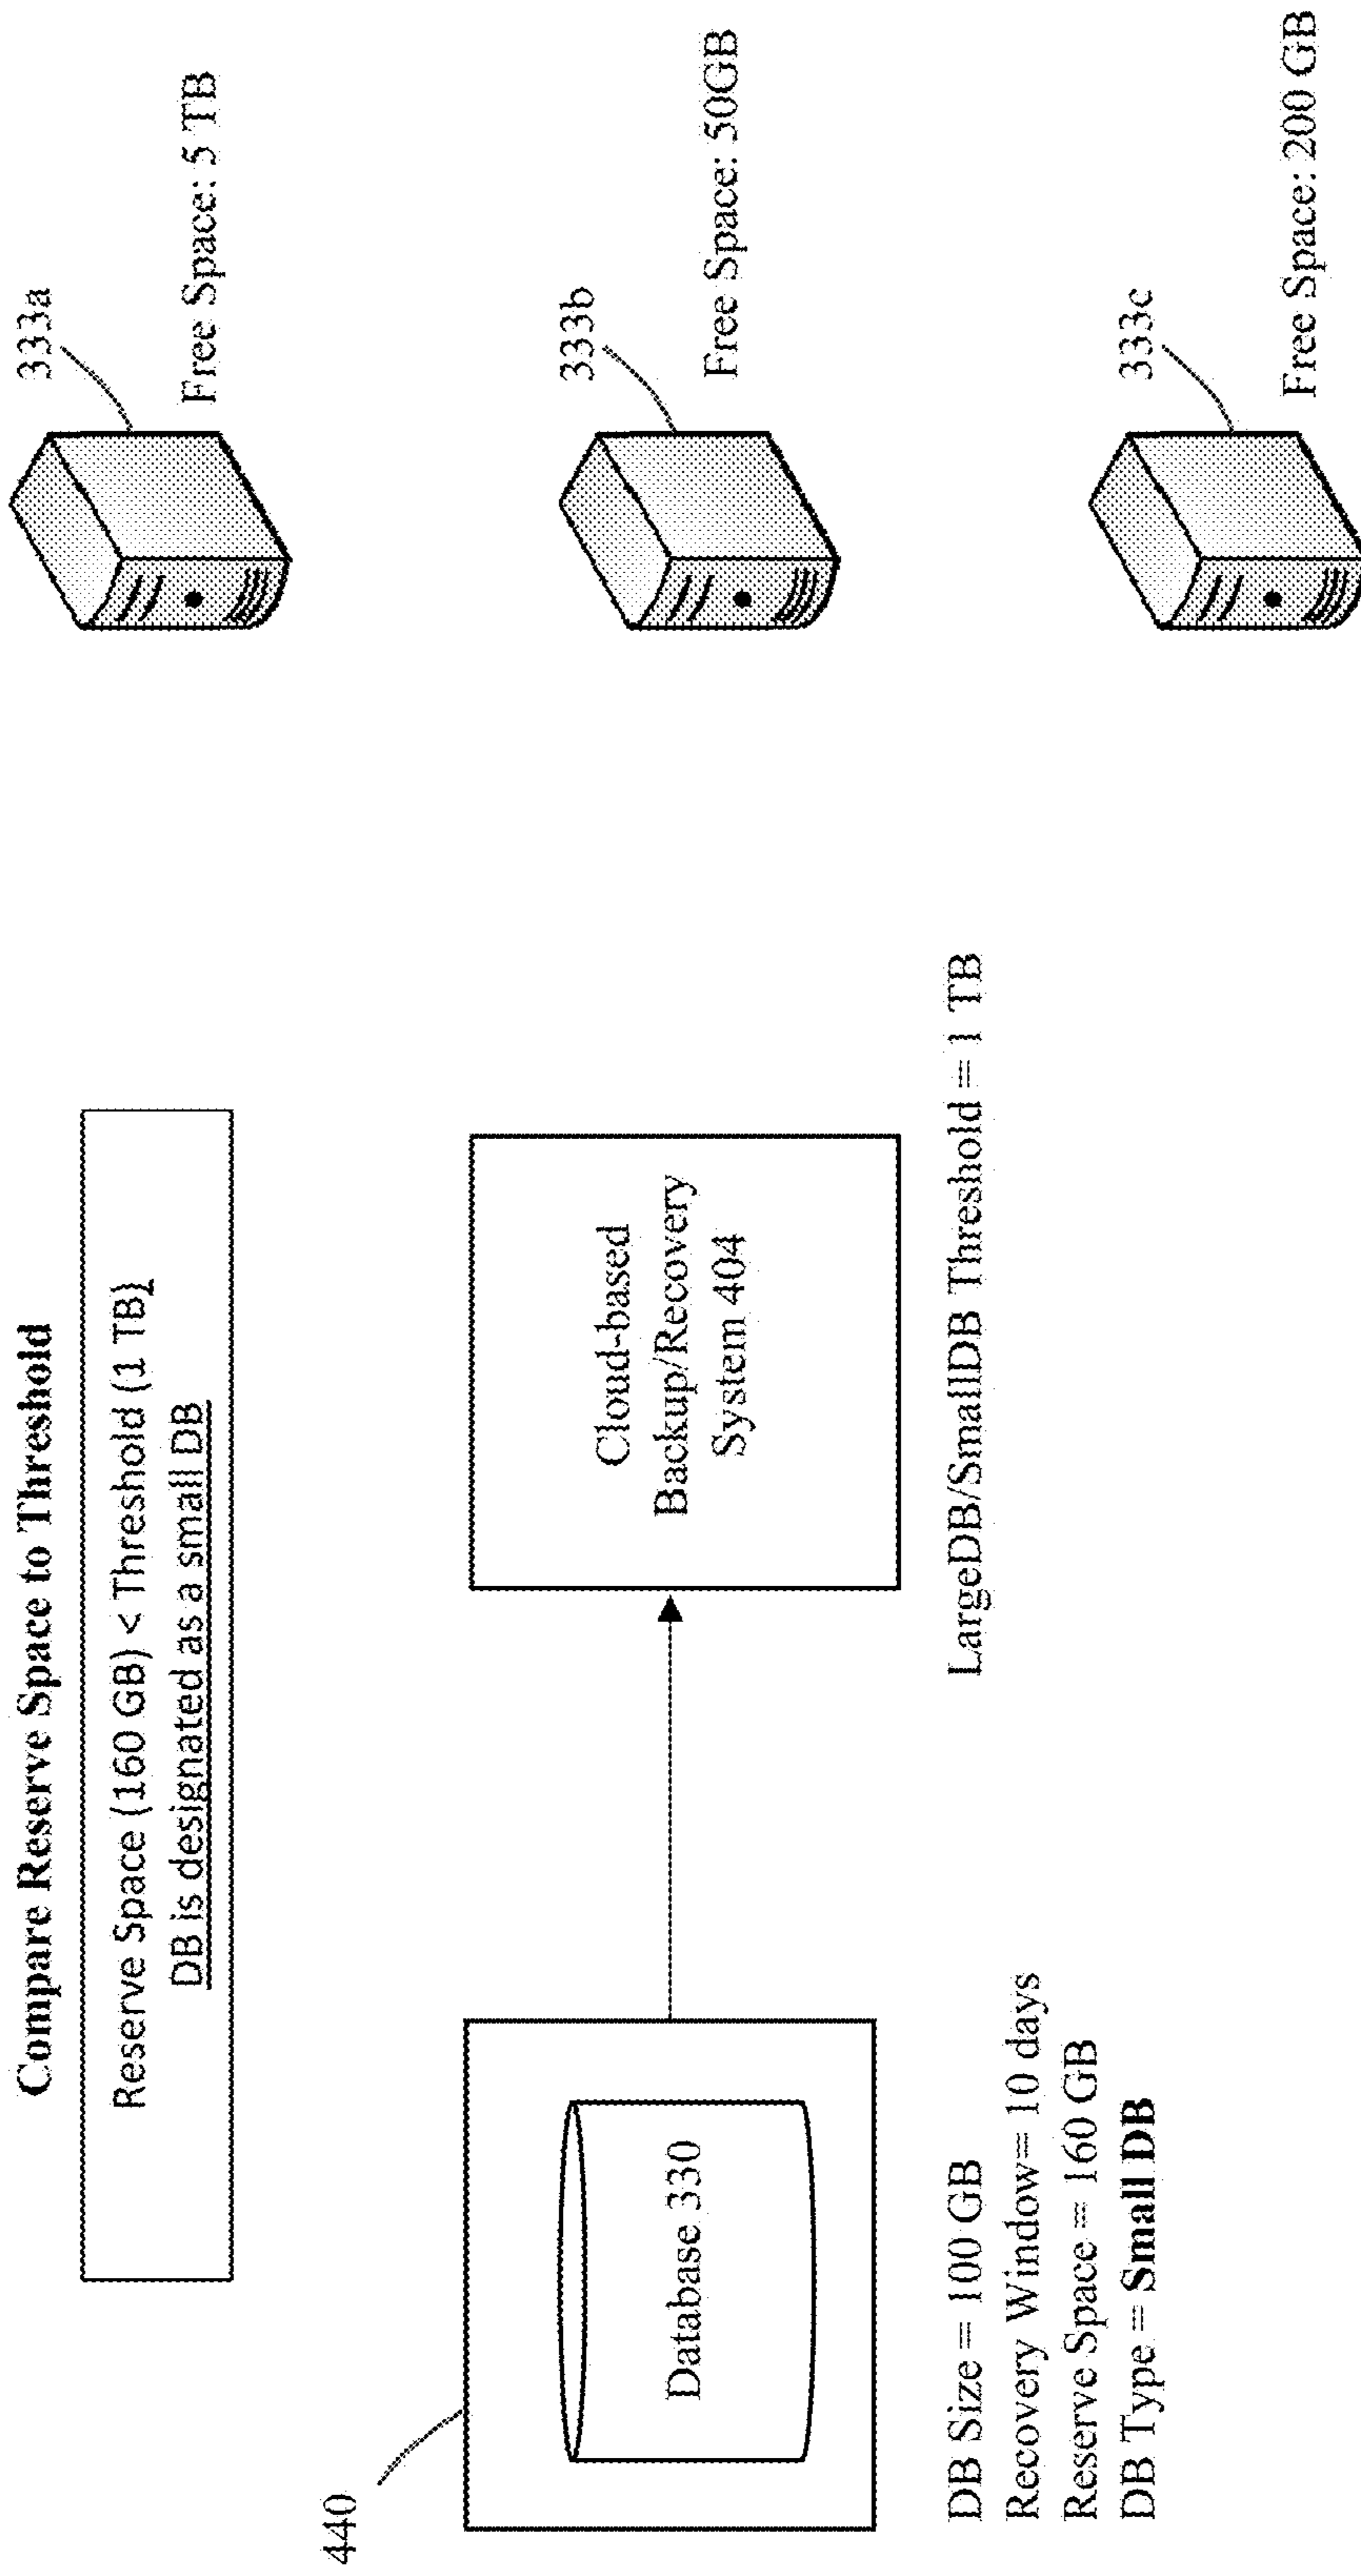 Compare Reserve Space to Threshold
Reserve Space (160 GB) < Threshold (1 TB)
DB is designated as a small DB
440
Database 330
DB Size = 100 GB
Recovery Window= 10 days
Reserve Space = 160 GB
DB Type = Small DB
Cloud-based
Backup/Recovery
System 404
LargeDB/SmallDB Threshold = 1 TB
333a
Free Space: 5 TB
333b
Free Space: 50GB
333c
Free Space: 200 GB